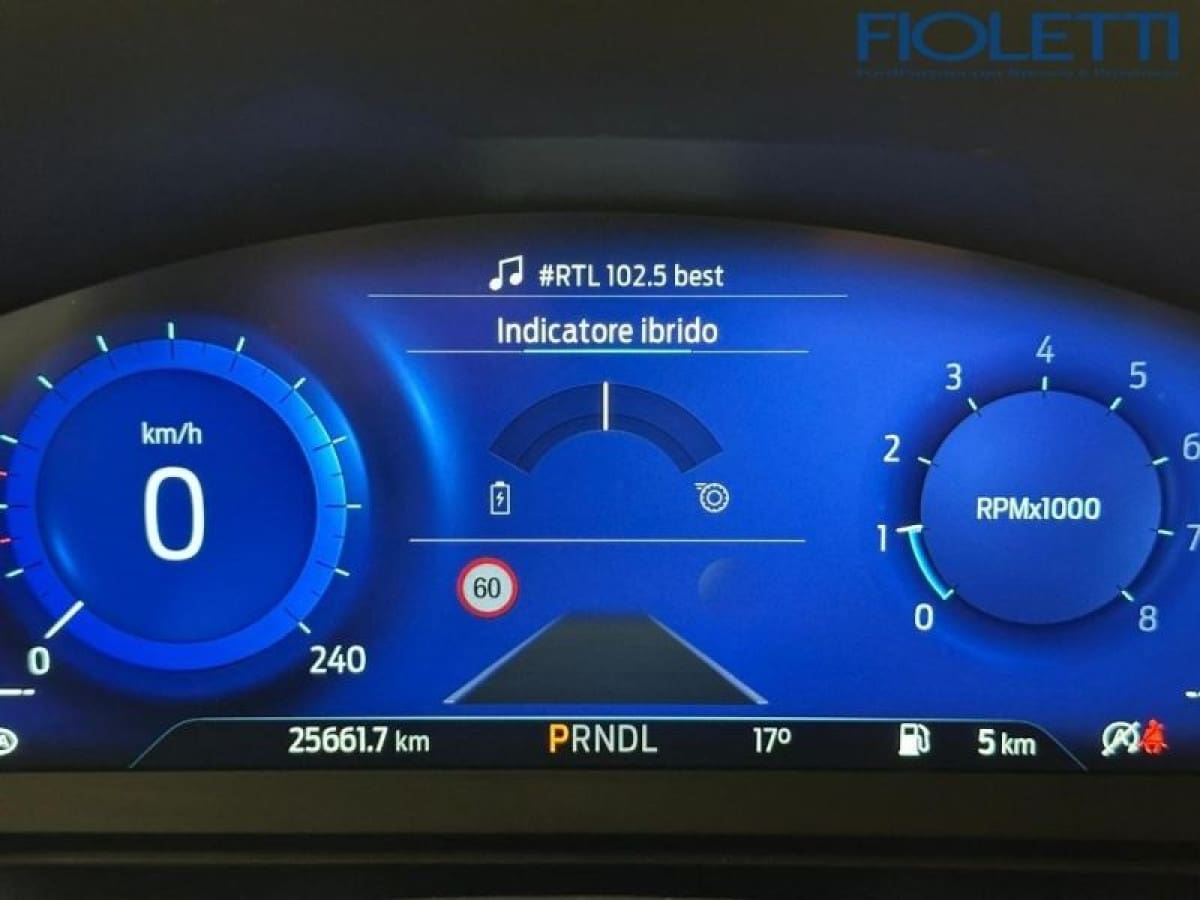 FIOLETTI
#RTL 102.5 best
Indicatore ibrido
km/h
0
0
240
60
0
1
2
3
4
5
6
7
8
RPMx1000
25661.7 km
PRNDL
17°
5 km
A
A